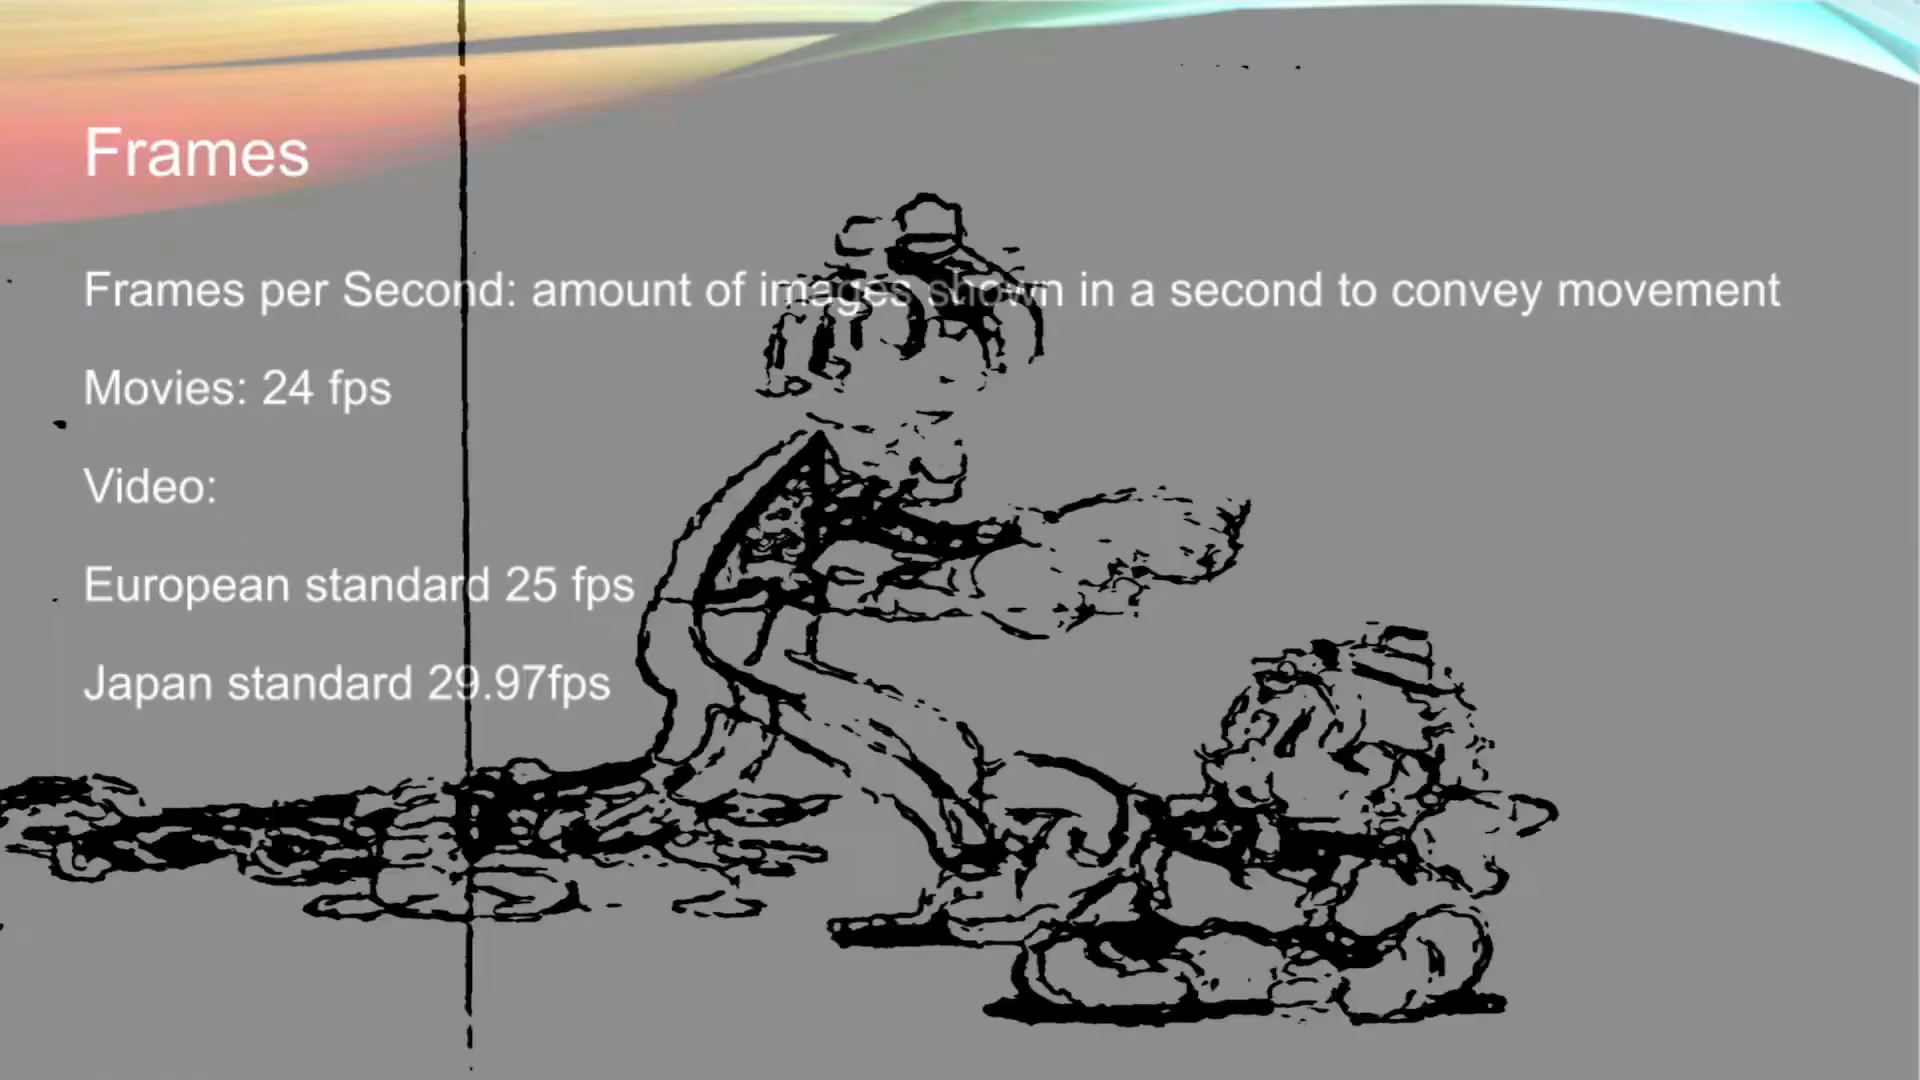 Frames
Frames per Second: amount of images shown in a second to convey movement
Movies: 24 fps
Video:
European standard 25 fps
Japan standard 29.97fps